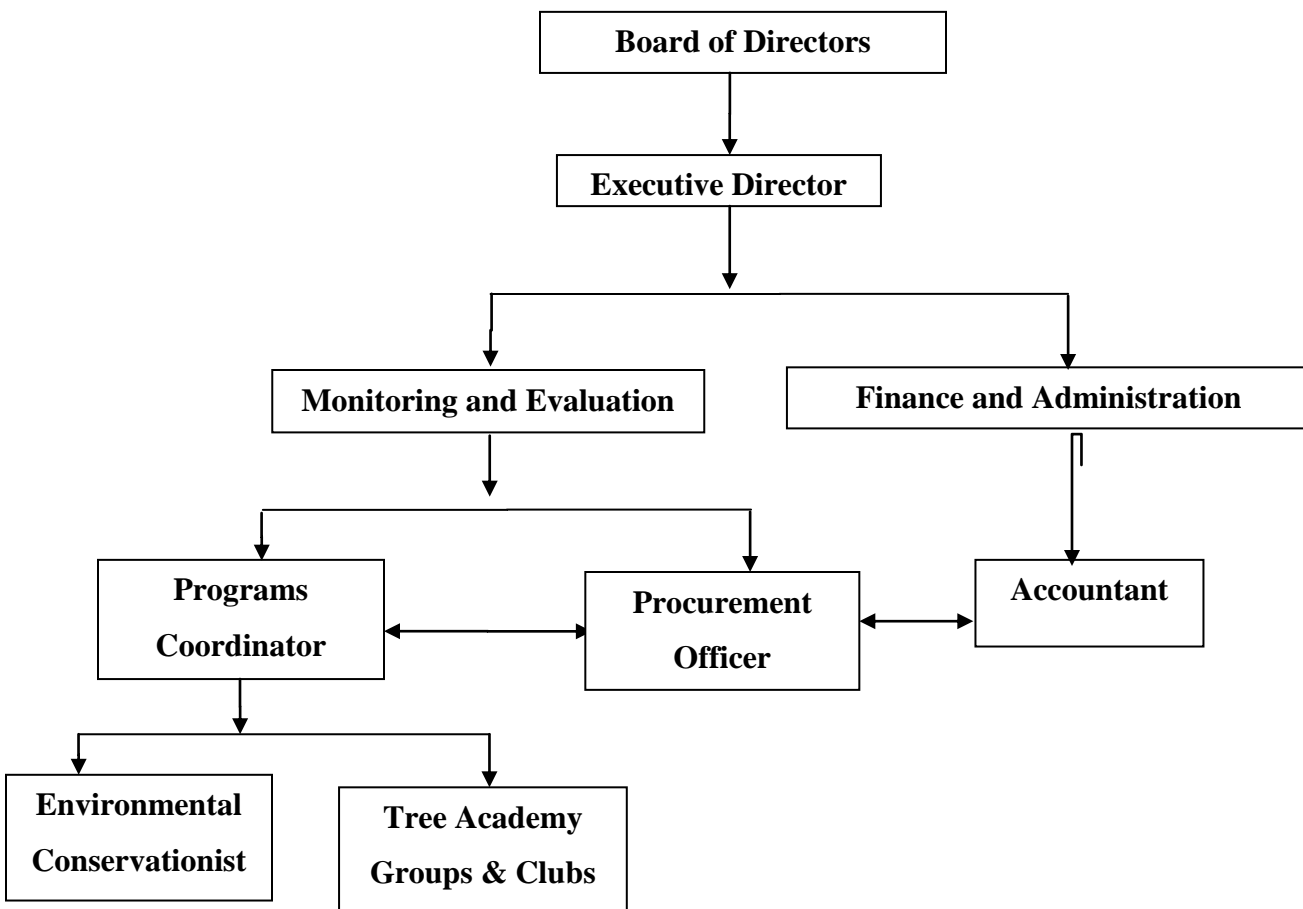 Board of Directors
Executive Director
Monitoring and Evaluation
Finance and Administration
Programs
Coordinator
Procurement
Officer
Accountant
Environmental
Conservationist
Tree Academy
Groups & Clubs